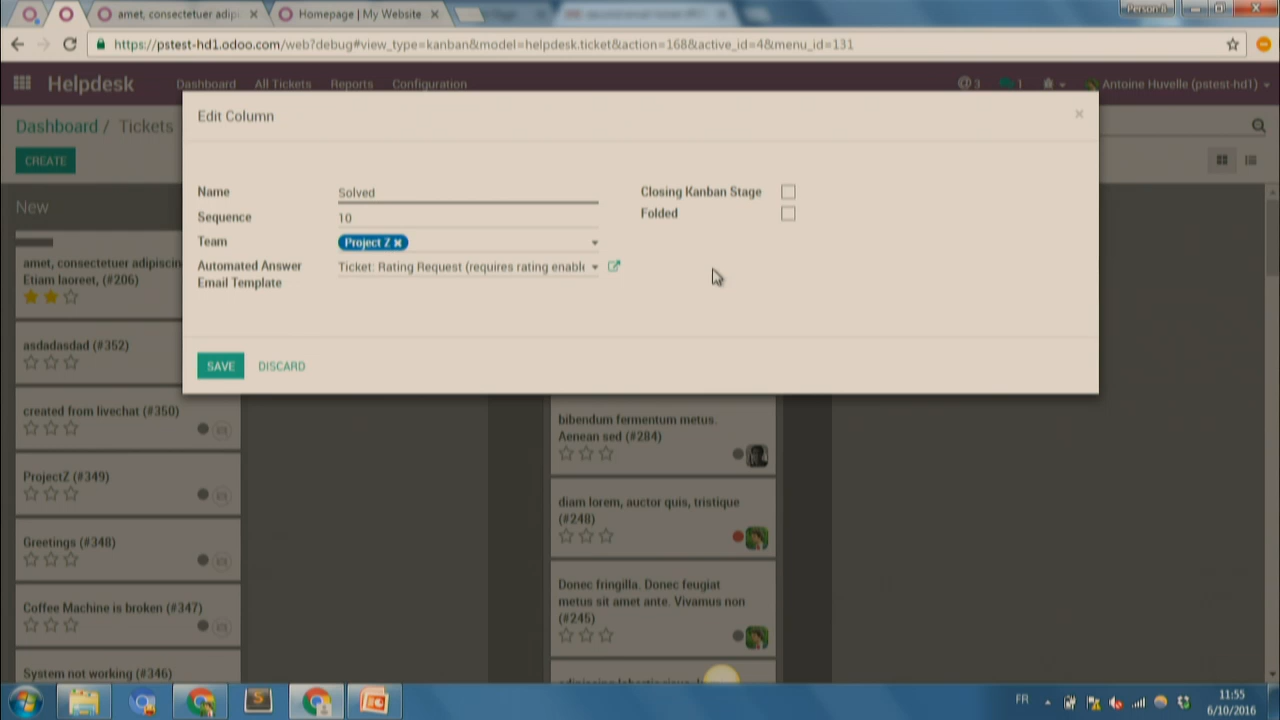 amet, consectetuer adipi
Homepage | My Website
Person 8
https://pstest-hd1.odoo.com/web?debug#view_type=kanban&model=helpdesk.ticket&action=168&active_id=4&menu_id=131
Helpdesk
Dashboard
All Tickets
Reports
Configuration
@3
1
Antoine Huvelle (pstest-hd1)
Dashboard / Tickets
CREATE
Edit Column
×
Name
Solved
Closing Kanban Stage
Sequence
10
Folded
Team
Project Z ×
Automated Answer
Email Template
Ticket: Rating Request (requires rating enable
SAVE
DISCARD
New
amet, consectetuer adipiscin
Etiam laoreet, (#206)
asdadasdad (#352)
created from livechat (#350)
ProjectZ (#349)
Greetings (#348)
Coffee Machine is broken (#347)
System not working (#346)
bibendum fermentum metus.
Aenean sed (#284)
diam lorem, auctor quis, tristique
(#248)
Donec fringilla. Donec feugiat
metus sit amet ante. Vivamus non
(#245)
FR
11:55
6/10/2016